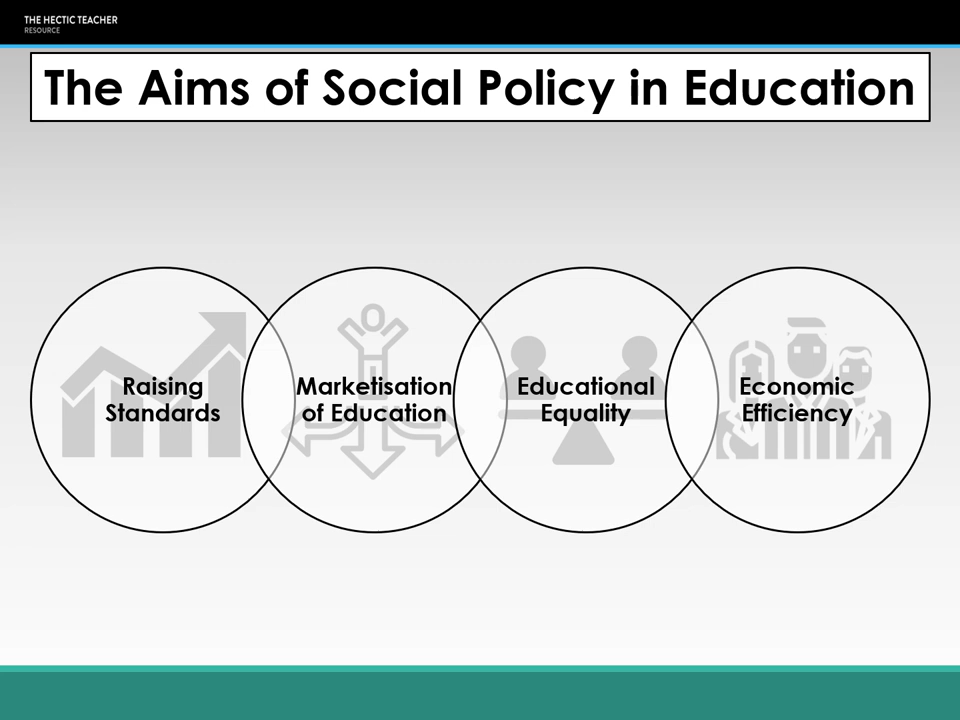 THE HECTIC TEACHER
RESOURCE
The Aims of Social Policy in Education
Raising
Standards
Marketisation
of Education
Educational
Equality
Economic
Efficiency